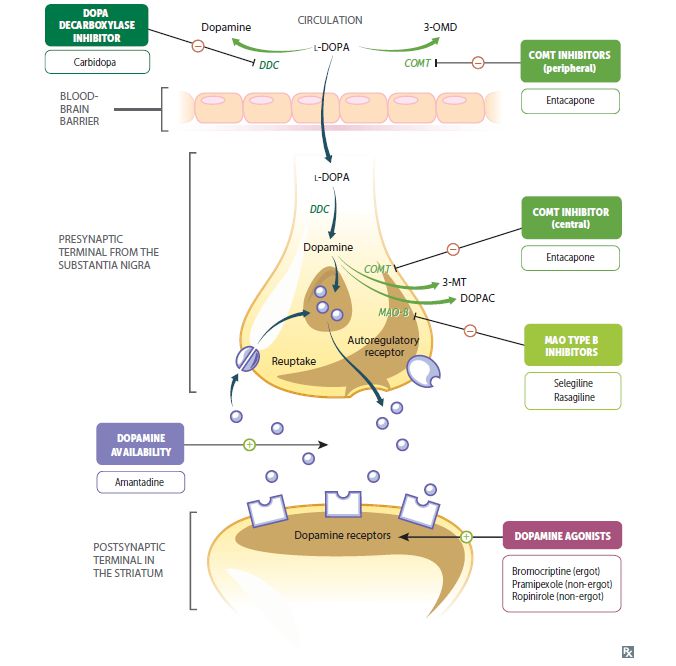 DOPA
DECARBOXYLASE
INHIBITOR
Carbidopa
CIRCULATION
Dopamine
L-DOPA
3-OMD
DDC
COMT
COMT INHIBITORS
(peripheral)
Entacapone
BLOOD-
BRAIN
BARRIER
L-DOPA
DDC
Dopamine
PRESYNAPTIC
TERMINAL FROM THE
SUBSTANTIA NIGRA
COMT INHIBITOR
(central)
Entacapone
COMT
3-MT
DOPAC
MAO-B
MAO TYPE B
INHIBITORS
Selegiline
Rasagiline
Autoregulatory
receptor
Reuptake
DOPAMINE
AVAILABILITY
Amantadine
POSTSYNAPTIC
TERMINAL IN
THE STRIATUM
Dopamine receptors
DOPAMINE AGONISTS
Bromocriptine (ergot)
Pramipexole (non-ergot)
Ropinirole (non-ergot)
Rx